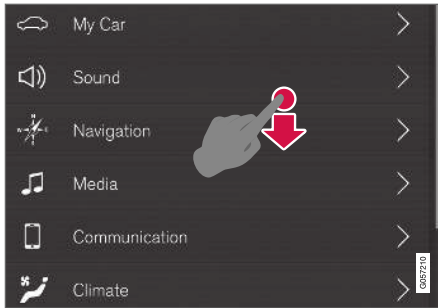 My Car
Sound
Navigation
Media
Communication
Climate
G057210